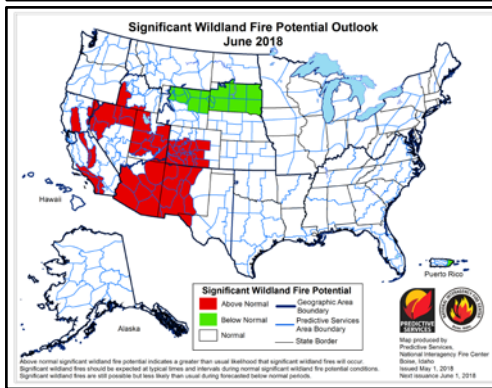 Significant Wildland Fire Potential Outlook
June 2018
Hawaii
Alaska
Puerto Rico
Significant Wildland Fire Potential
Above Normal
Below Normal
Normal
Geographic Area
Boundary
Predictive Services
Area Boundary
State Border
PREDICTIVE
SERVICES
Map produced by
Predictive Services,
National Interagency Fire Center
Boise, Idaho
Issued May 1, 2018
Next issuance June 1, 2018
Above normal significant wildland fire potential indicates a greater than usual likelihood that significant wildland fires will occur.
Significant wildland fires should be expected at typical times and intervals during normal significant wildland fire potential conditions.
Significant wildland fires are still possible but less likely than usual during forecasted below normal periods.